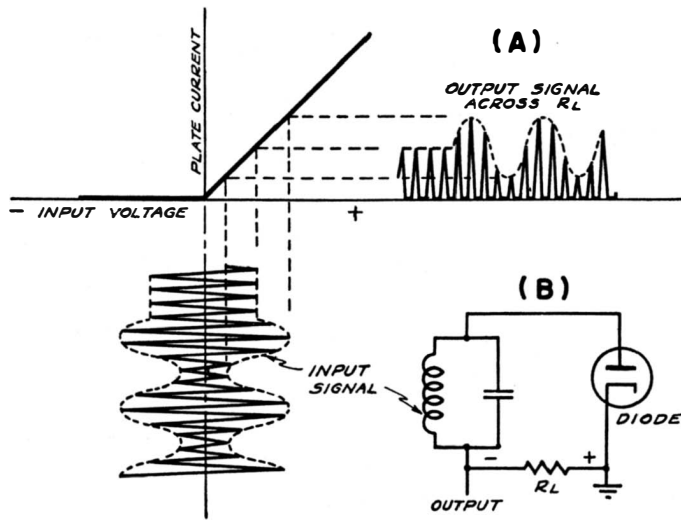 (A)
PLATE CURRENT
OUTPUT SIGNAL
ACROSS RL
- INPUT VOLTAGE +
(B)
INPUT
SIGNAL
DIODE
- +
RL
OUTPUT